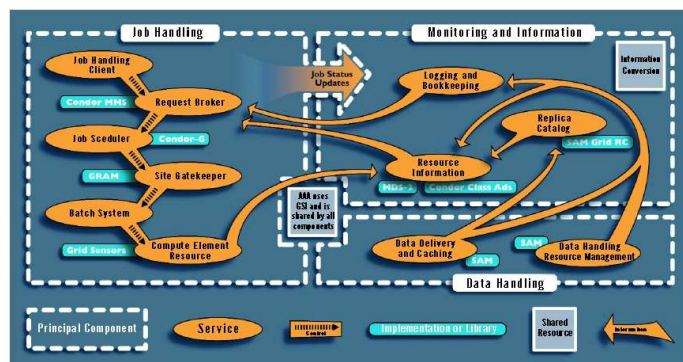 Job Handling
Monitoring and Information
Job Handling
Client
Condor MMS
Request Broker
Job Sceduler
Condor-G
GRAM
Site Gatekeeper
Batch System
Grid Sensors
Compute Element
Resource
Job Status
Updates
Logging and
Bookkeeping
Information
Conversion
Replica
Catalog
SAM Grid RC
Resource
Information
MDS-2
Condor Class Ads
AAA uses
GSI and is
shared by all
components
Data Delivery
and Caching
SAM
SAM
Data Handling
Resource Management
Data Handling
Principal Component
Service
Control
Implementation or Library
Shared
Resource
Information